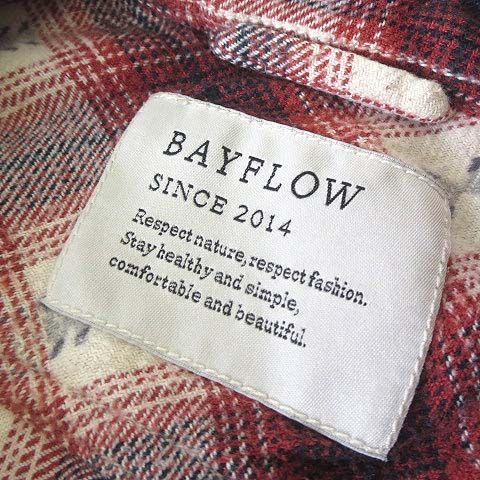 BAYFLOW
SINCE 2014
Respect nature, respect fashion.
Stay healthy and simple,
comfortable and beautiful.